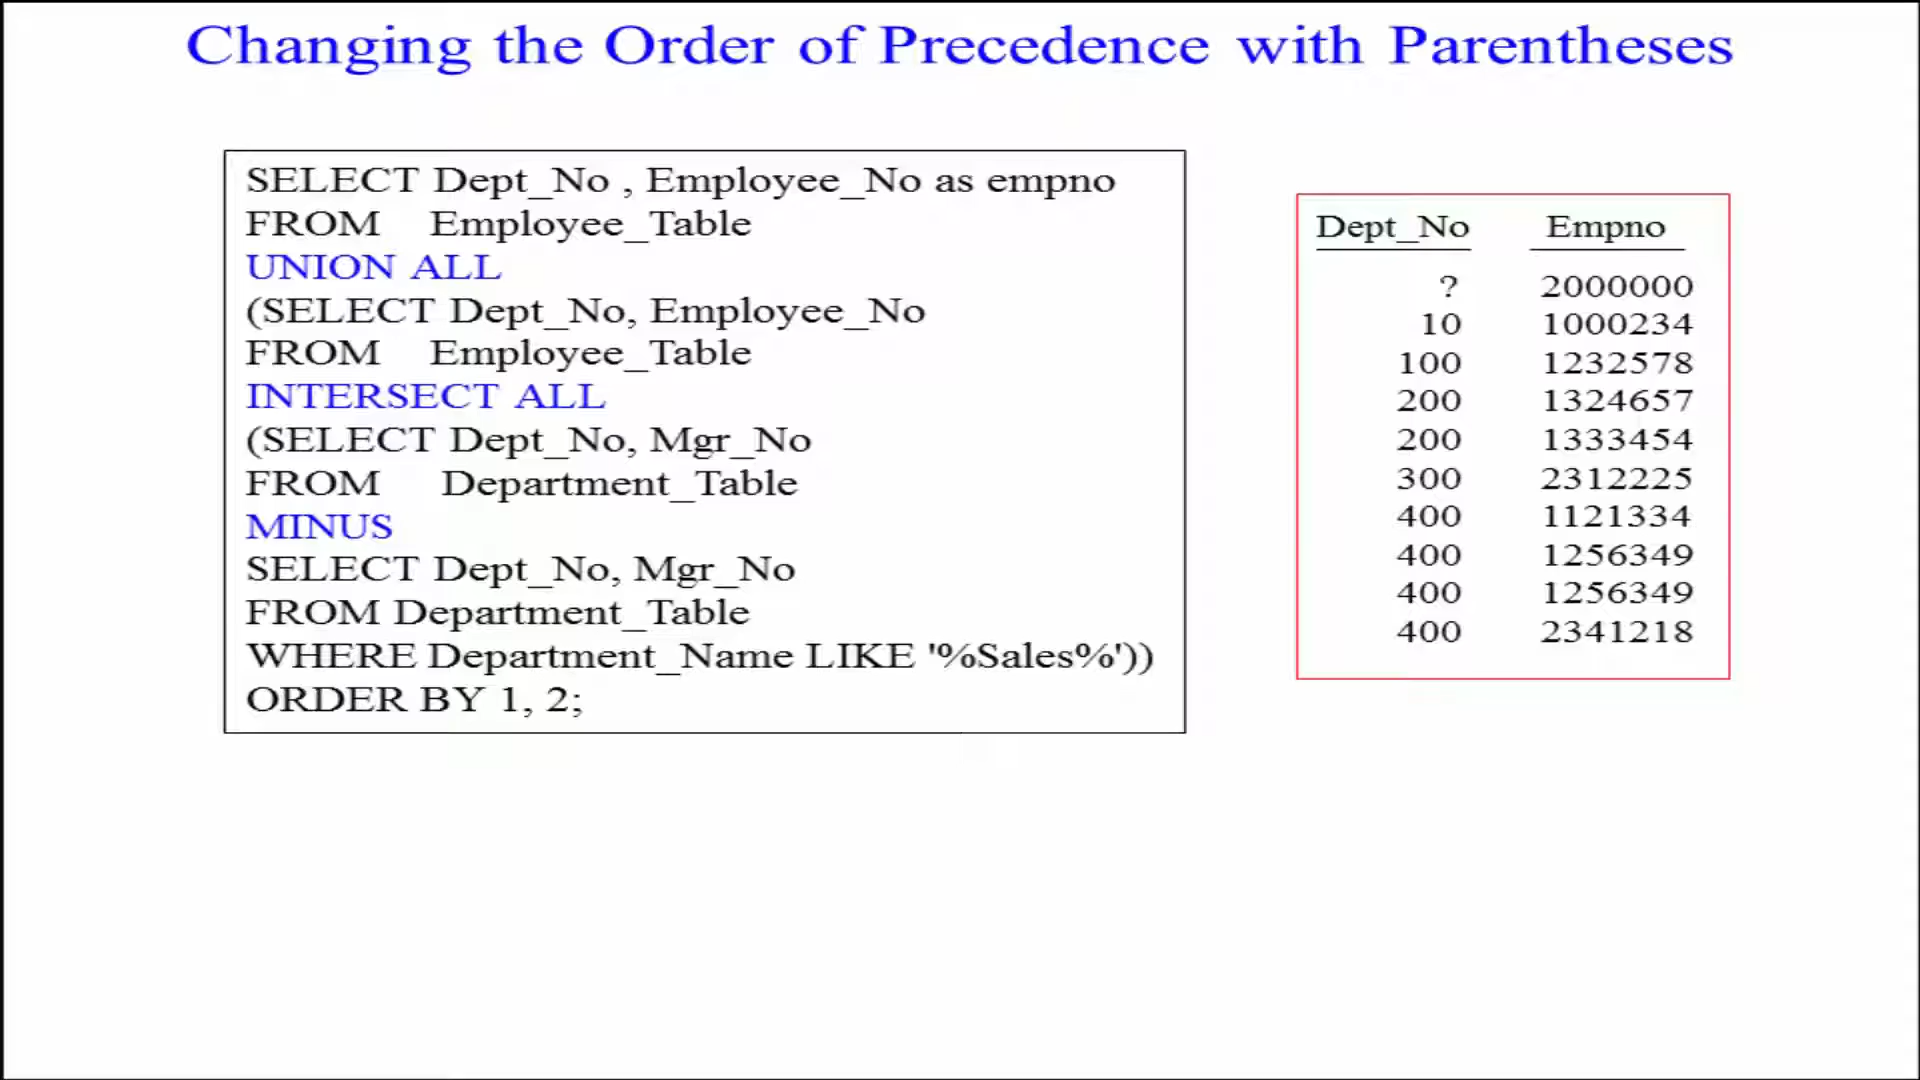 Changing the Order of Precedence with Parentheses
SELECT Dept_No , Employee_No as empno
FROM Employee_Table
UNION ALL
(SELECT Dept_No, Employee_No
FROM Employee_Table
INTERSECT ALL
(SELECT Dept_No, Mgr_No
FROM Department_Table
MINUS
SELECT Dept_No, Mgr_No
FROM Department_Table
WHERE Department_Name LIKE '%Sales%'))
ORDER BY 1, 2;
Dept_No Empno
? 2000000
10 1000234
100 1232578
200 1324657
200 1333454
300 2312225
400 1121334
400 1256349
400 1256349
400 2341218